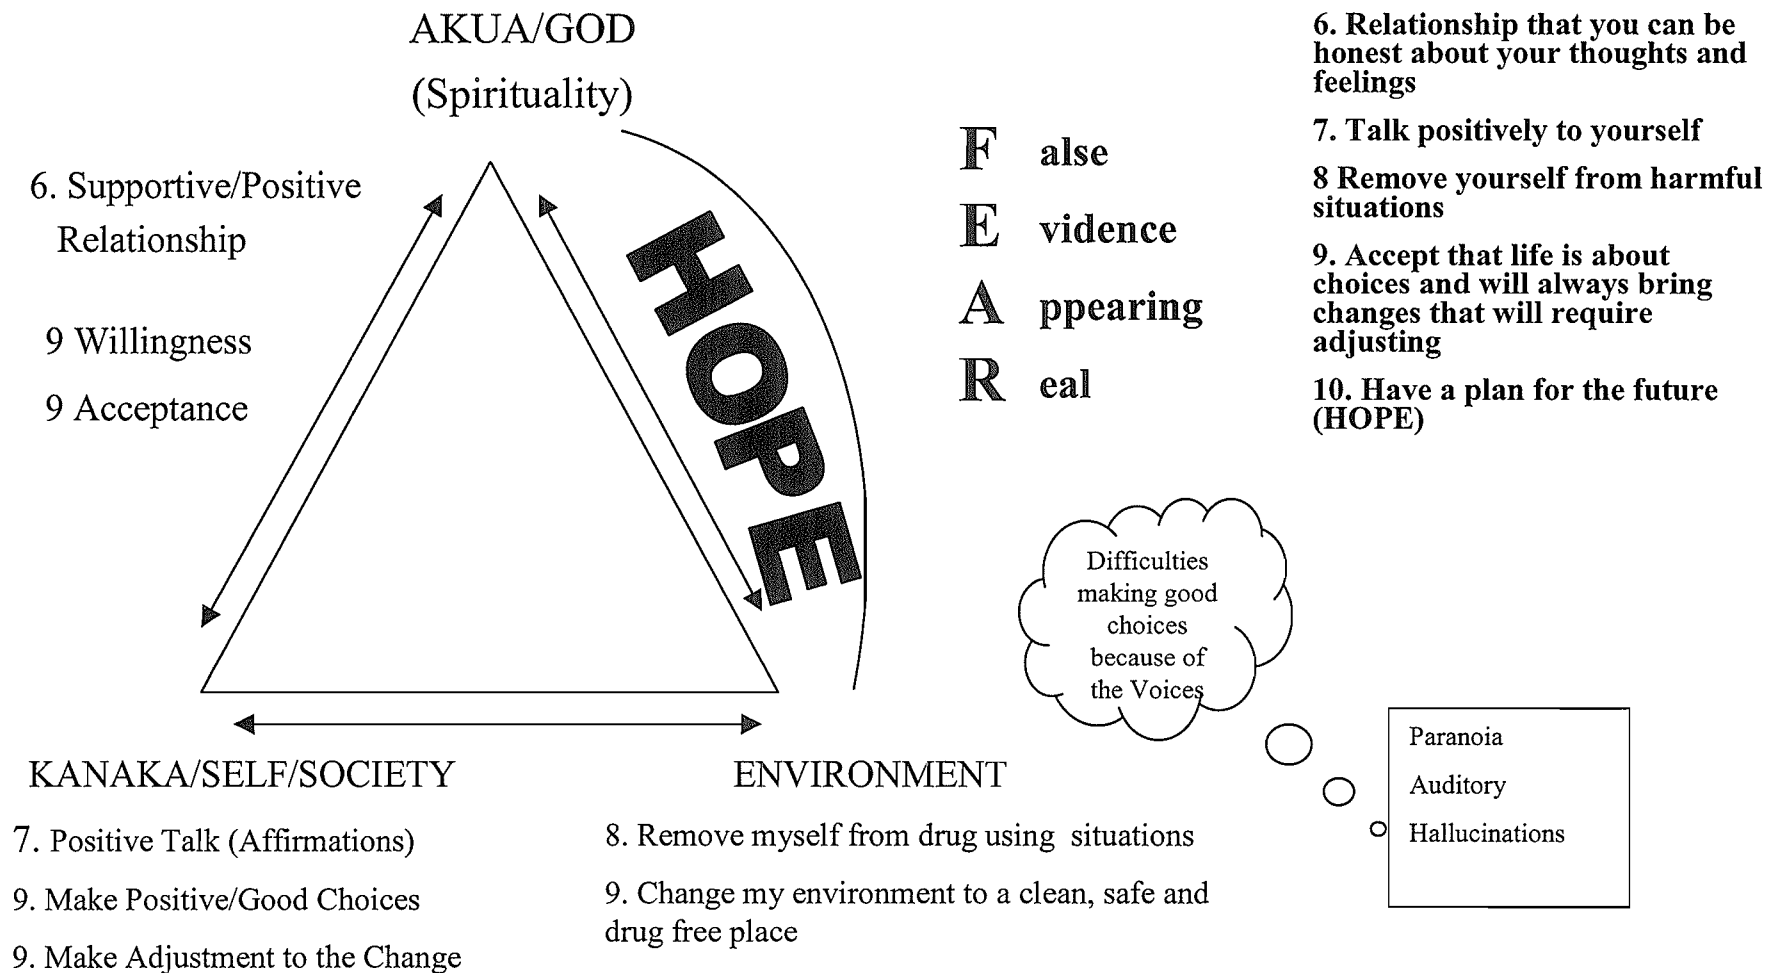 AKUA/GOD
(Spirituality)
6. Supportive/Positive
Relationship
9 Willingness
9 Acceptance
HOPE
KANAKA/SELF/SOCIETY
7. Positive Talk (Affirmations)
9. Make Positive/Good Choices
9. Make Adjustment to the Change
ENVIRONMENT
8. Remove myself from drug using situations
9. Change my environment to a clean, safe and
drug free place
F alse
E vidence
A ppearing
R eal
6. Relationship that you can be
honest about your thoughts and
feelings
7. Talk positively to yourself
8 Remove yourself from harmful
situations
9. Accept that life is about
choices and will always bring
changes that will require
adjusting
10. Have a plan for the future
(HOPE)
Difficulties
making good
choices
because of
the Voices
Paranoia
Auditory
Hallucinations